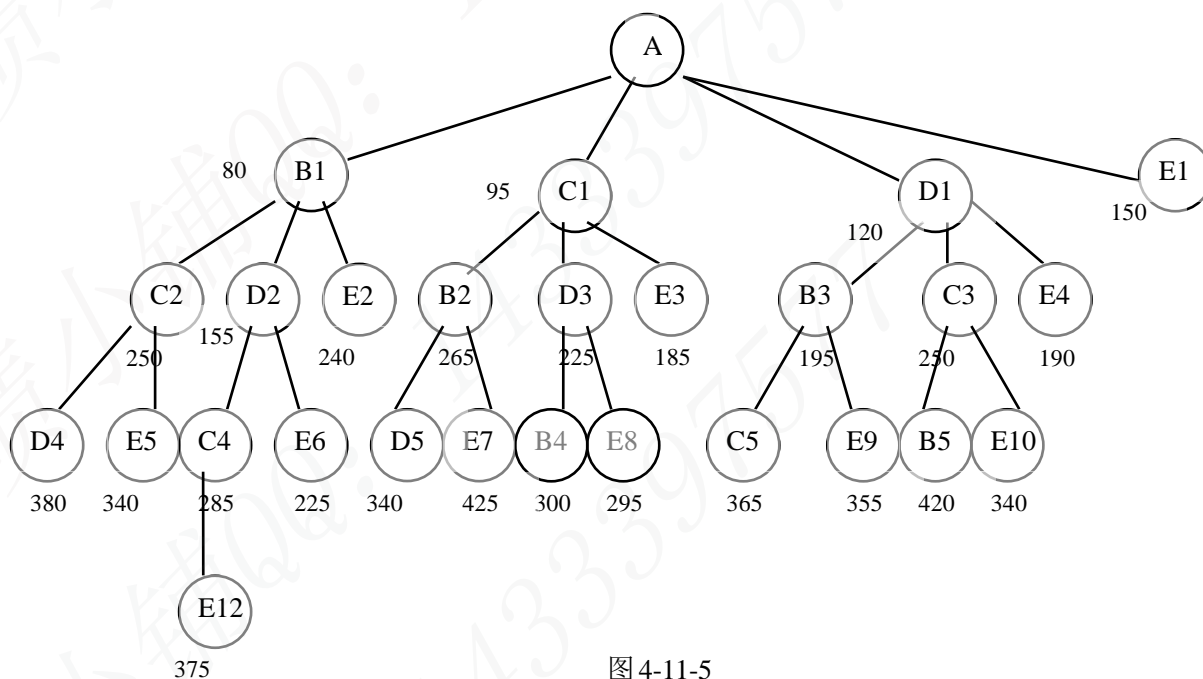 A
80 B1
95 C1
D1
E1
150
120
C2 D2 E2 B2 D3 E3 B3 C3 E4
155
250 240 265 225 185 195 250 190
D4 E5 C4 E6 D5 E7 B4 E8 C5 E9 B5 E10
380 340 285 225 340 425 300 295 365 355 420 340
E12
375
图4-11-5